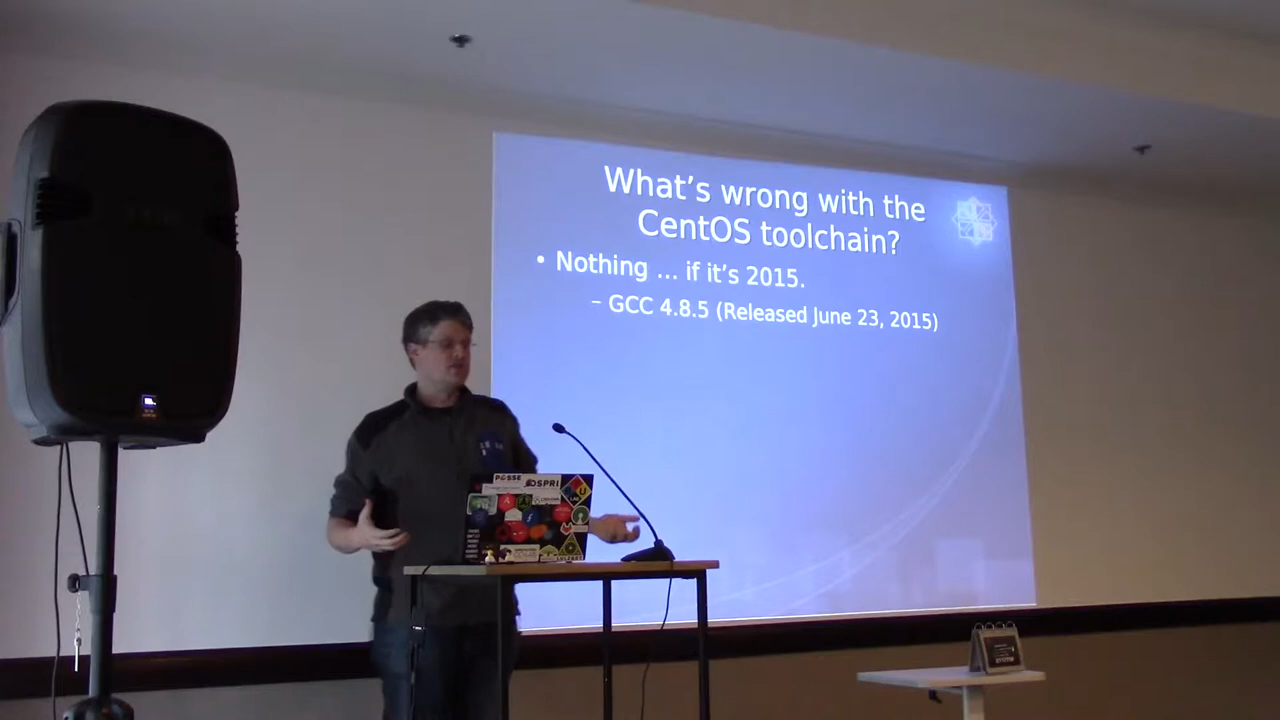 What's wrong with the
CentOS toolchain?
• Nothing ... if it's 2015.
– GCC 4.8.5 (Released June 23, 2015)
POSSE
OSPRI